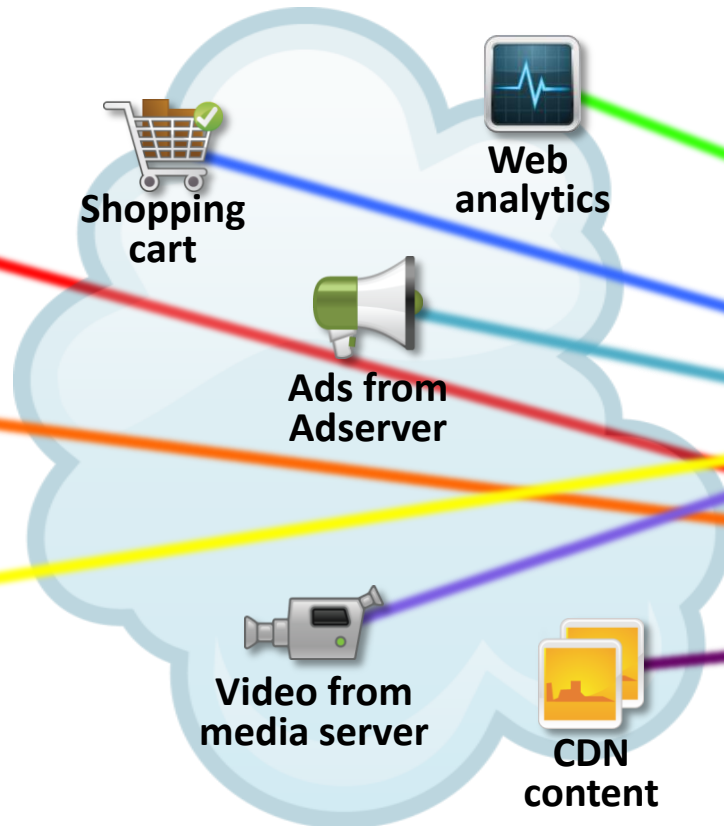 Web
analytics
Shopping
cart
Ads from
Adserver
Video from
media server
CDN
content